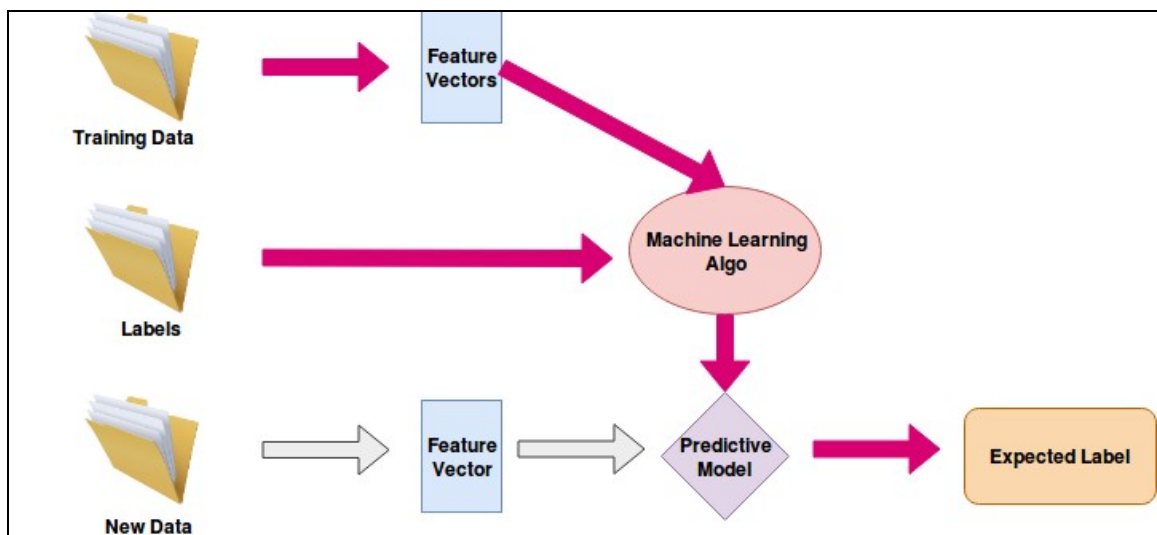 Feature
Vectors
Training Data
Machine Learning
Algo
Labels
Feature
Vector
Predictive
Model
Expected Label
New Data